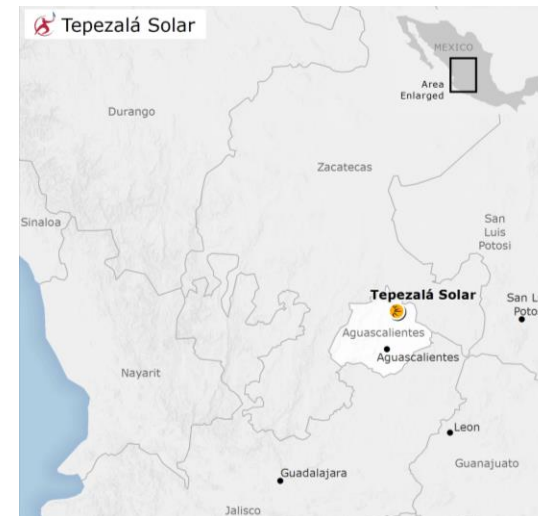 Tepezalá Solar
MEXICO
Area
Enlarged
Durango
Zacatecas
Sinaloa
San
Luis
Potosi
Tepezalá Solar
San L
Poto
Aguascalientes
Aguascalientes
Nayarit
Leon
Guanajuato
Guadalajara
Jalisco